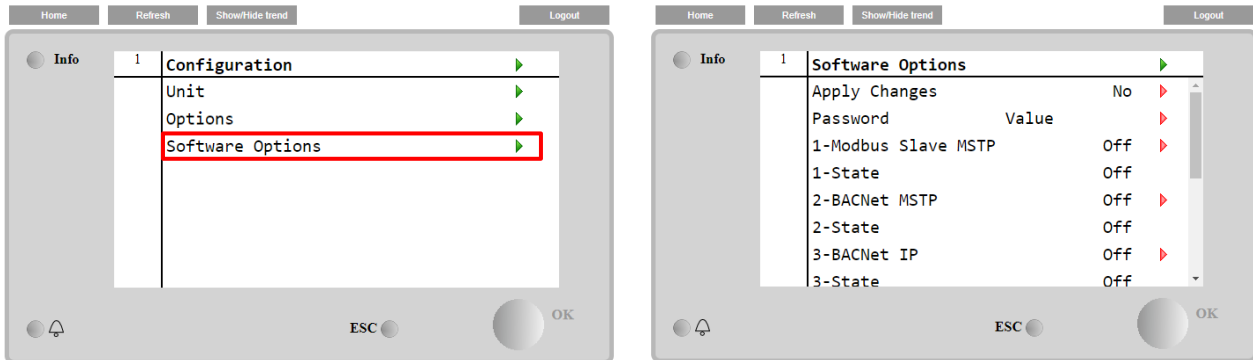 Home Refresh Show/Hide trend Logout
Info
1 Configuration
Unit
Options
Software Options
ESC
OK
Home Refresh Show/Hide trend Logout
Info
1 Software Options
Apply Changes No
Password Value
1-Modbus Slave MSTP Off
1-State Off
2-BACNet MSTP Off
2-State Off
3-BACNet IP Off
3-State Off
ESC
OK